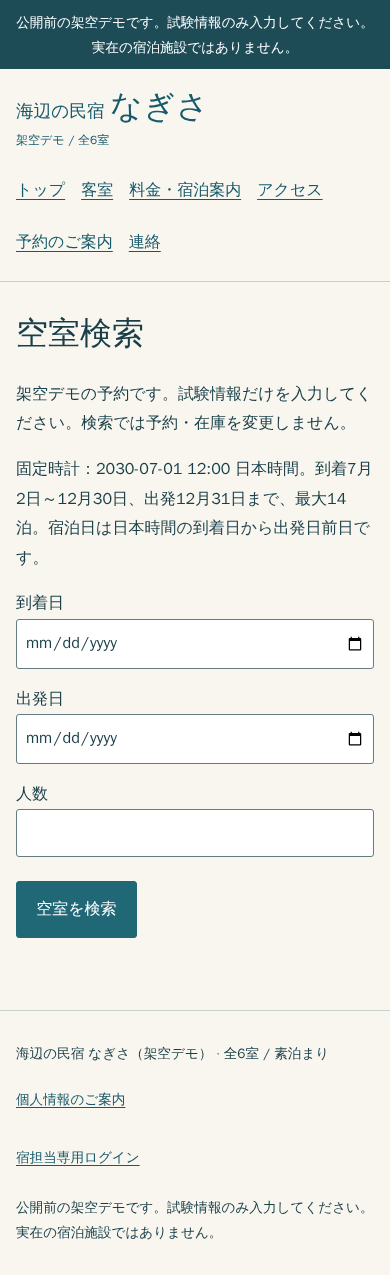 公開前の架空デモです。試験情報のみ入力してください。
実在の宿泊施設ではありません。
海辺の民宿 なぎさ
架空デモ / 全6室
トップ 客室 料金・宿泊案内 アクセス
予約のご案内 連絡
空室検索
架空デモの予約です。試験情報だけを入力してく
ださい。検索では予約・在庫を変更しません。
固定時計：2030-07-01 12:00 日本時間。到着7月
2日～12月30日、出発12月31日まで、最大14
泊。宿泊日は日本時間の到着日から出発日前日で
す。
到着日
mm/dd/yyyy
出発日
mm/dd/yyyy
人数
空室を検索
海辺の民宿 なぎさ（架空デモ） · 全6室 / 素泊まり
個人情報のご案内
宿担当専用ログイン
公開前の架空デモです。試験情報のみ入力してください。
実在の宿泊施設ではありません。